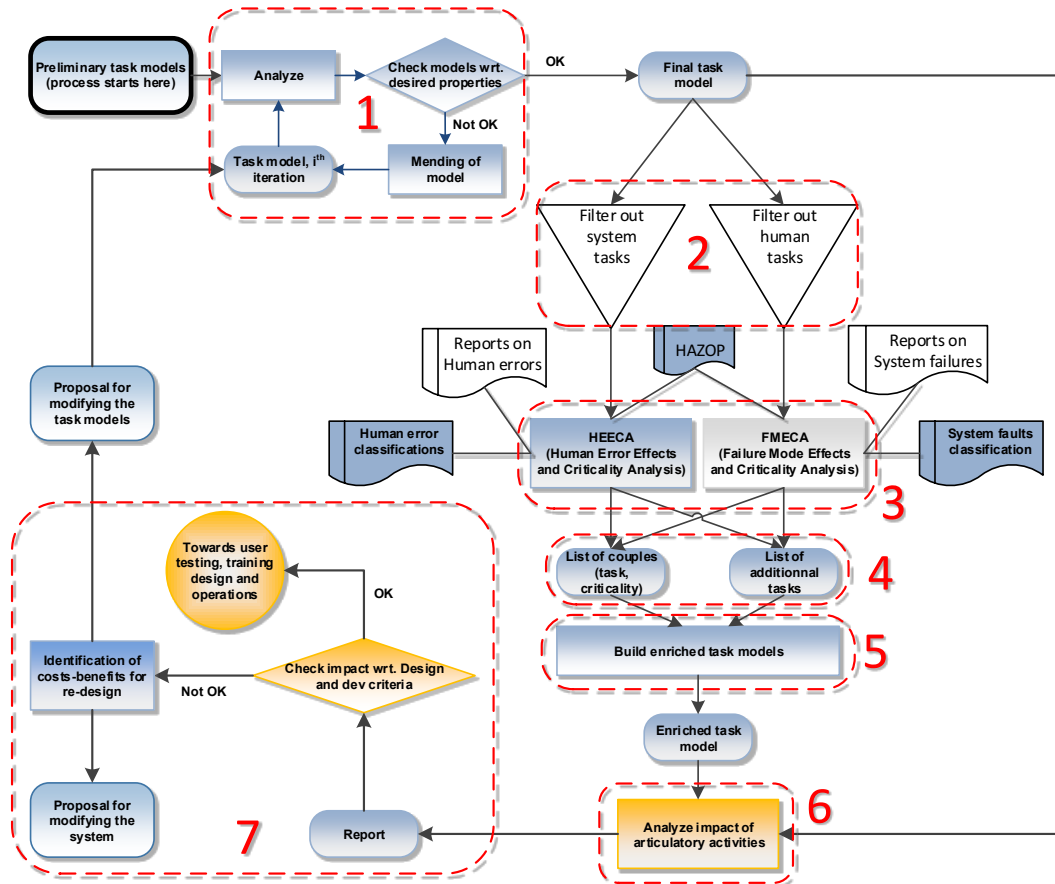 Preliminary task models
(process starts here)
Analyze
Check models wrt.
desired properties
OK
Final task
model
1
Not OK
Task model, ith
iteration
Mending of
model
Filter out
system
tasks
2
Filter out
human
tasks
Reports on
Human errors
HAZOP
Reports on
System failures
Proposal for
modifying the
task models
Human error
classifications
HEECA
(Human Error Effects
and Criticality Analysis)
FMECA
(Failure Mode Effects
and Criticality Analysis)
System faults
classification
3
List of couples
(task,
criticality)
List of
additionnal
tasks
4
Towards user
testing, training
design and
operations
OK
Build enriched task models
5
Identification of
costs-benefits for
re-design
Not OK
Check impact wrt. Design
and dev criteria
Enriched task
model
Proposal for
modifying the
system
7
Report
Analyze impact of
articulatory activities
6